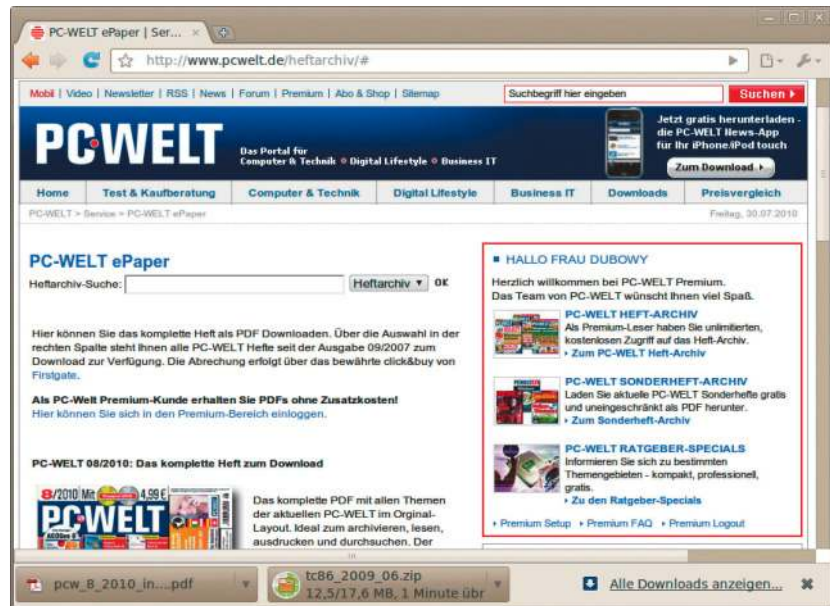 PC-WELT ePaper | Ser...
http://www.pcwelt.de/heftarchiv/#
Mobil | Video | Newsletter | RSS | News | Forum | Premium | Abo & Shop | Sitemap
Suchbegriff hier eingeben
Suchen
PC WELT
Das Portal für
Computer & Technik Digital Lifestyle Business IT
Jetzt gratis herunterladen -
die PC-WELT News-App
für Ihr iPhone/iPod touch
Zum Download
Home Test & Kaufberatung Computer & Technik Digital Lifestyle Business IT Downloads Preisvergleich
PC-WELT > Service > PC-WELT ePaper
Freitag, 30.07.2010
PC-WELT ePaper
Heftarchiv-Suche: Heftarchiv OK
Hier können Sie das komplette Heft als PDF Downloaden. Über die Auswahl in der
rechten Spalte steht Ihnen alle PC-WELT Hefte seit der Ausgabe 09/2007 zum
Download zur Verfügung. Die Abrechung erfolgt über das bewährte click&buy von
Firstgate.
Als PC-Welt Premium-Kunde erhalten Sie PDFs ohne Zusatzkosten!
Hier können Sie sich in den Premium-Bereich einloggen.
PC-WELT 08/2010: Das komplette Heft zum Download
8/2010 Mit 4,99 €
PC WELT
Das komplette PDF mit allen Themen
der aktuellen PC-WELT im Orginal-
Layout. Ideal zum archivieren, lesen,
ausdrucken und durchsuchen. Der
HALLO FRAU DUBOWY
Herzlich willkommen bei PC-WELT Premium.
Das Team von PC-WELT wünscht Ihnen viel Spaß.
PC-WELT HEFT-ARCHIV
Als Premium-Leser haben Sie unlimitierten,
kostenlosen Zugriff auf das Heft-Archiv.
Zum PC-WELT Heft-Archiv
PC-WELT SONDERHEFT-ARCHIV
Laden Sie aktuelle PC-WELT Sonderhefte gratis
und uneingeschränkt als PDF herunter.
Zum Sonderheft-Archiv
PC-WELT RATGEBER-SPECIALS
Informieren Sie sich zu bestimmten
Themengebieten - kompakt, professionell,
gratis.
Zu den Ratgeber-Specials
Premium Setup Premium FAQ Premium Logout
pcw_8_2010_in....pdf
tc86_2009_06.zip
12,5/17,6 MB, 1 Minute übr
Alle Downloads anzeigen...